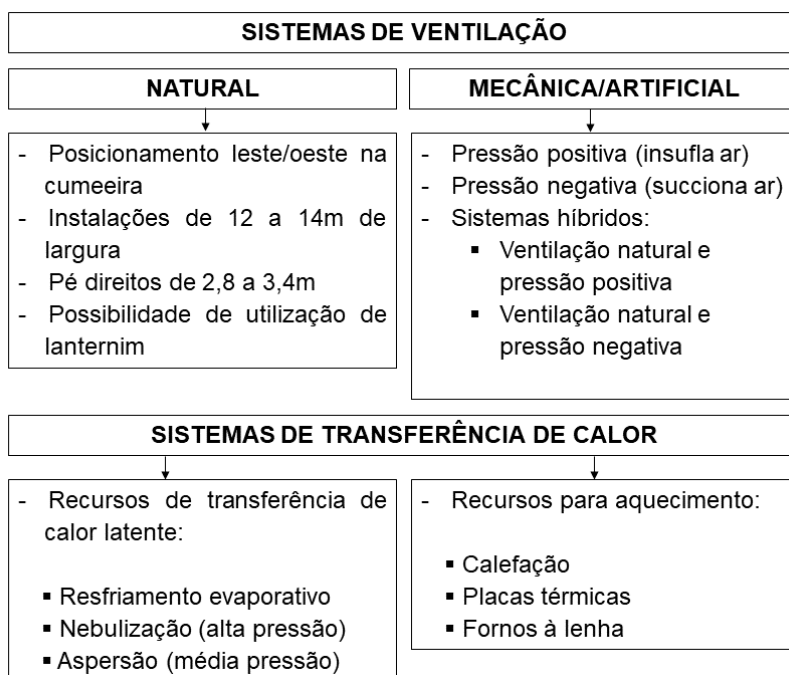 SISTEMAS DE VENTILAÇÃO
NATURAL
- Posicionamento leste/oeste na
cumeeira
- Instalações de 12 a 14m de
largura
- Pé direitos de 2,8 a 3,4m
- Possibilidade de utilização de
lanternim
MECÂNICA/ARTIFICIAL
- Pressão positiva (insufla ar)
- Pressão negativa (succiona ar)
- Sistemas híbridos:
▪ Ventilação natural e
pressão positiva
▪ Ventilação natural e
pressão negativa
SISTEMAS DE TRANSFERÊNCIA DE CALOR
- Recursos de transferência de
calor latente:
▪ Resfriamento evaporativo
▪ Nebulização (alta pressão)
▪ Aspersão (média pressão)
- Recursos para aquecimento:
▪ Calefação
▪ Placas térmicas
▪ Fornos à lenha